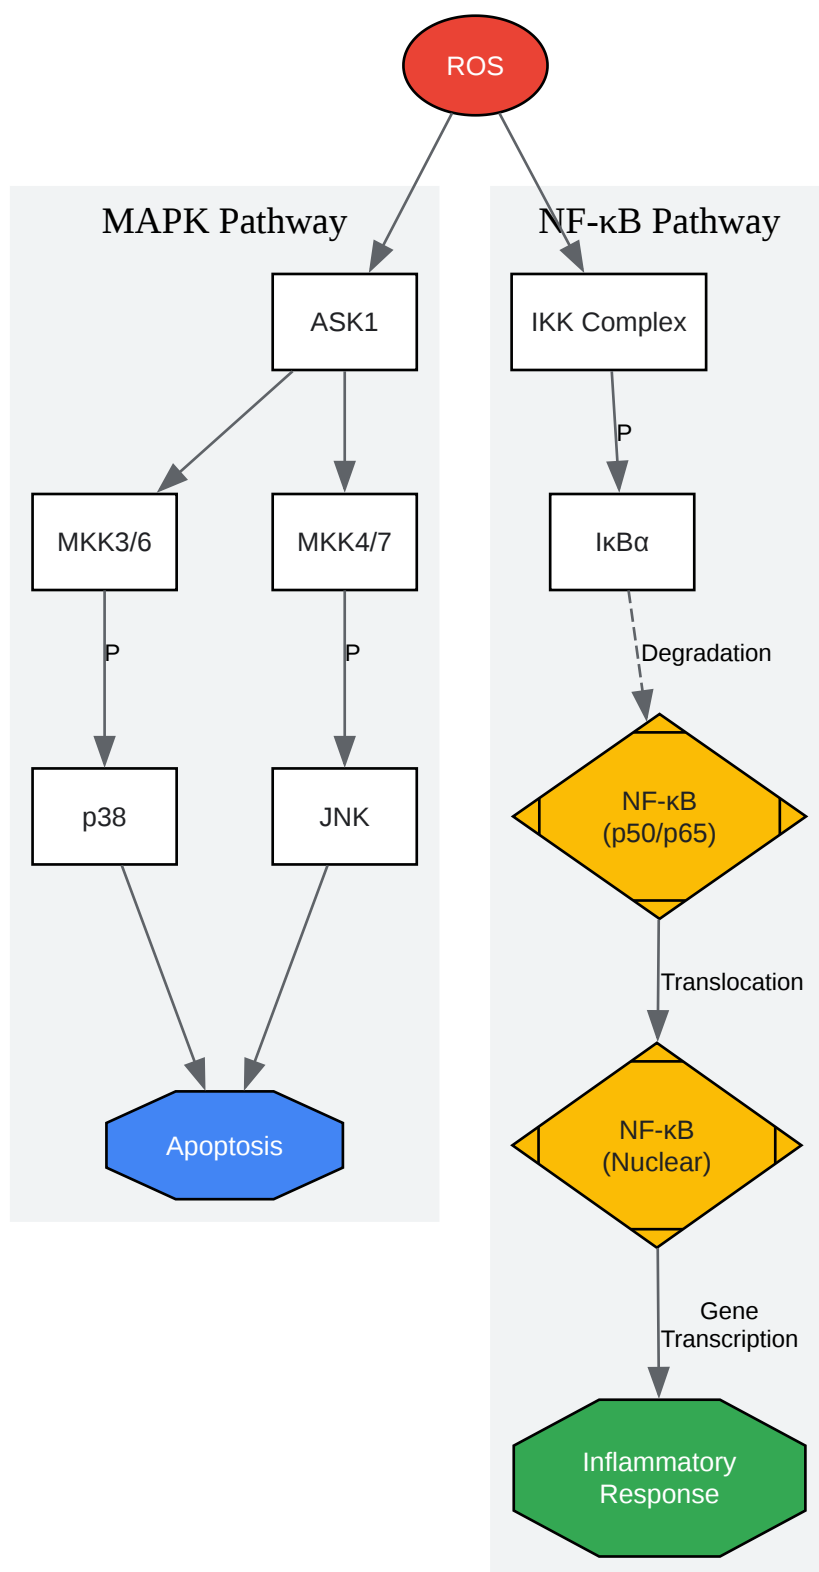 ROS
MAPK Pathway
NF-κB Pathway
ASK1
IKK Complex
P
MKK3/6
MKK4/7
IκBα
P
P
Degradation
p38
JNK
NF-κB
(p50/p65)
Translocation
Apoptosis
NF-κB
(Nuclear)
Gene
Transcription
Inflammatory
Response